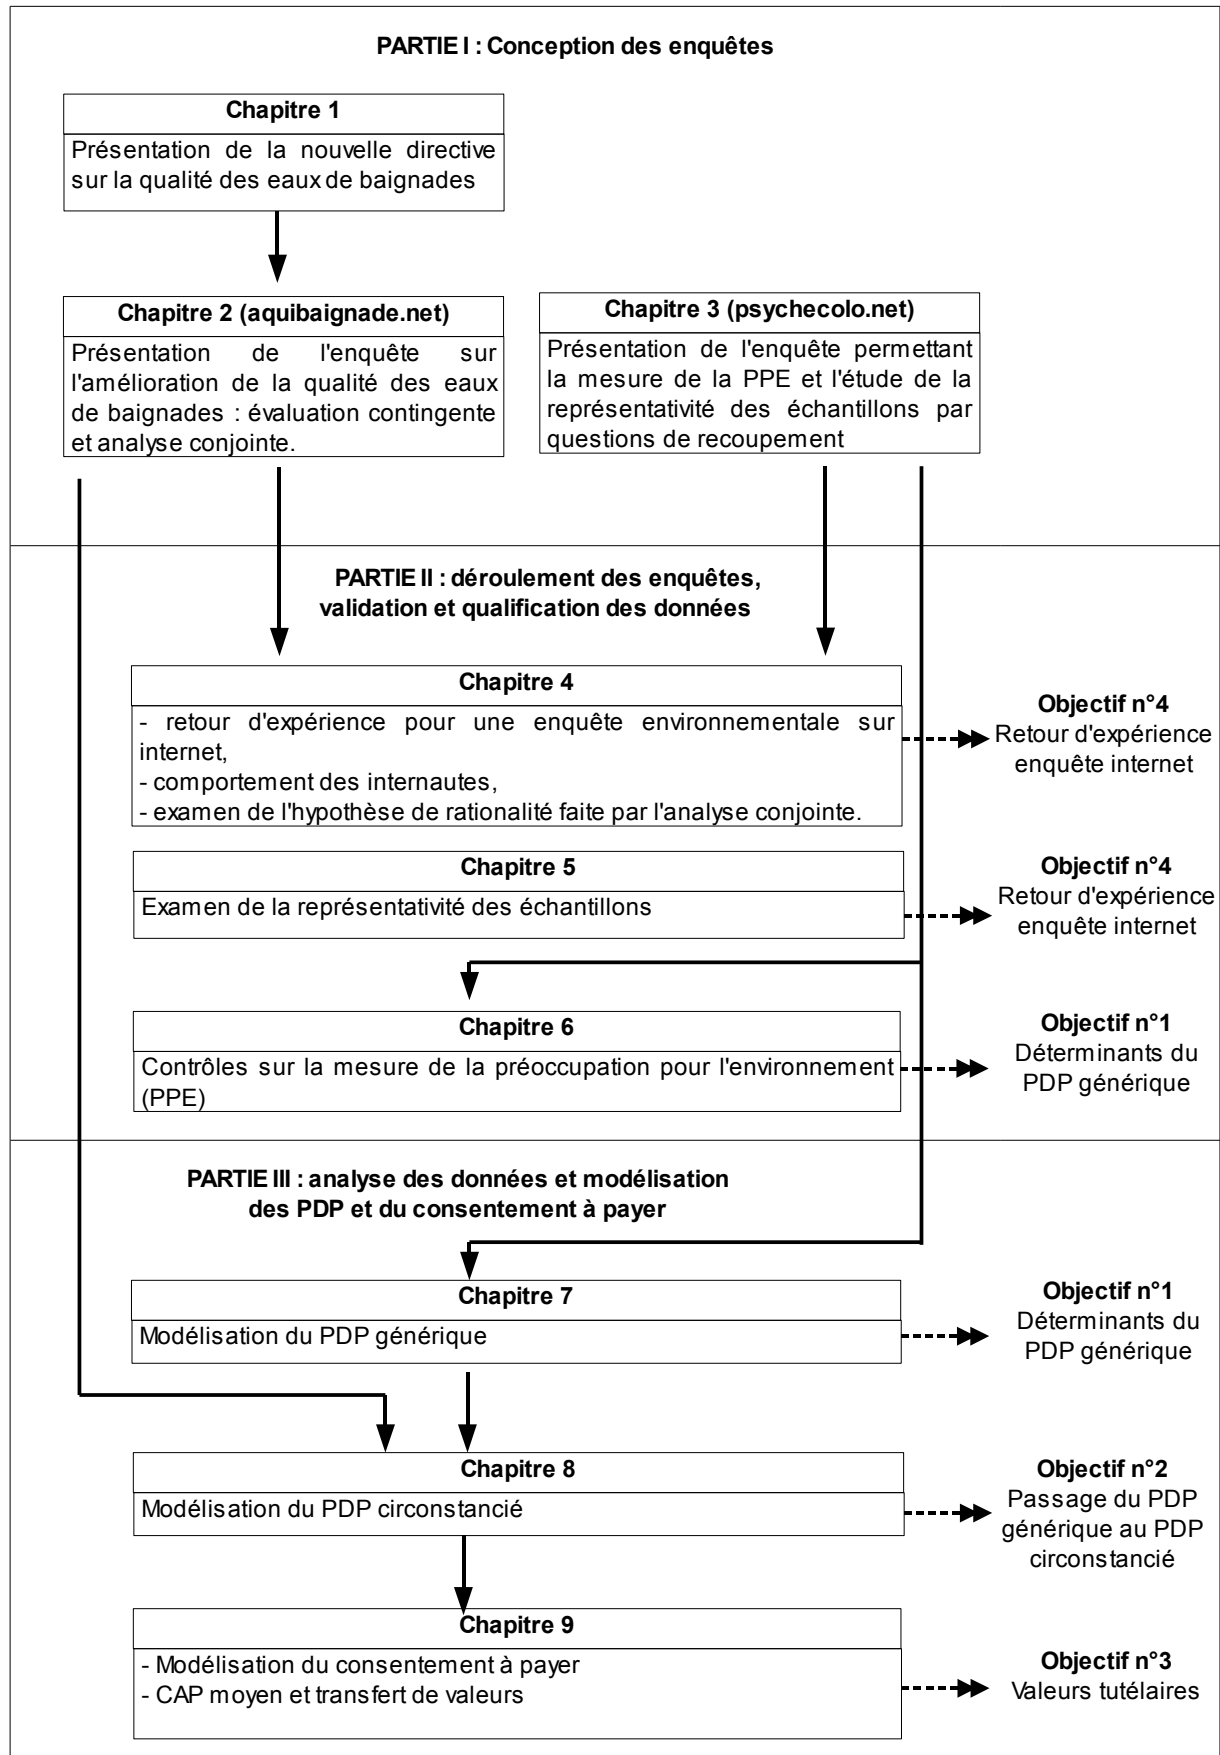 PARTIE I : Conception des enquêtes
Chapitre 1
Présentation de la nouvelle directive
sur la qualité des eaux de baignades
Chapitre 2 (aquibaignade.net)
Présentation de l'enquête sur
l'amélioration de la qualité des eaux
de baignades : évaluation contingente
et analyse conjointe.
Chapitre 3 (psychecolo.net)
Présentation de l'enquête permettant
la mesure de la PPE et l'étude de la
représentativité des échantillons par
questions de recoupement
PARTIE II : déroulement des enquêtes,
validation et qualification des données
Chapitre 4
- retour d'expérience pour une enquête environnementale sur
internet,
- comportement des internautes,
- examen de l'hypothèse de rationalité faite par l'analyse conjointe.
Objectif n°4
Retour d'expérience
enquête internet
Chapitre 5
Examen de la représentativité des échantillons
Objectif n°4
Retour d'expérience
enquête internet
Chapitre 6
Contrôles sur la mesure de la préoccupation pour l'environnement
(PPE)
Objectif n°1
Déterminants du
PDP générique
PARTIE III : analyse des données et modélisation
des PDP et du consentement à payer
Chapitre 7
Modélisation du PDP générique
Objectif n°1
Déterminants du
PDP générique
Chapitre 8
Modélisation du PDP circonstancié
Objectif n°2
Passage du PDP
générique au PDP
circonstancié
Chapitre 9
- Modélisation du consentement à payer
- CAP moyen et transfert de valeurs
Objectif n°3
Valeurs tutélaires